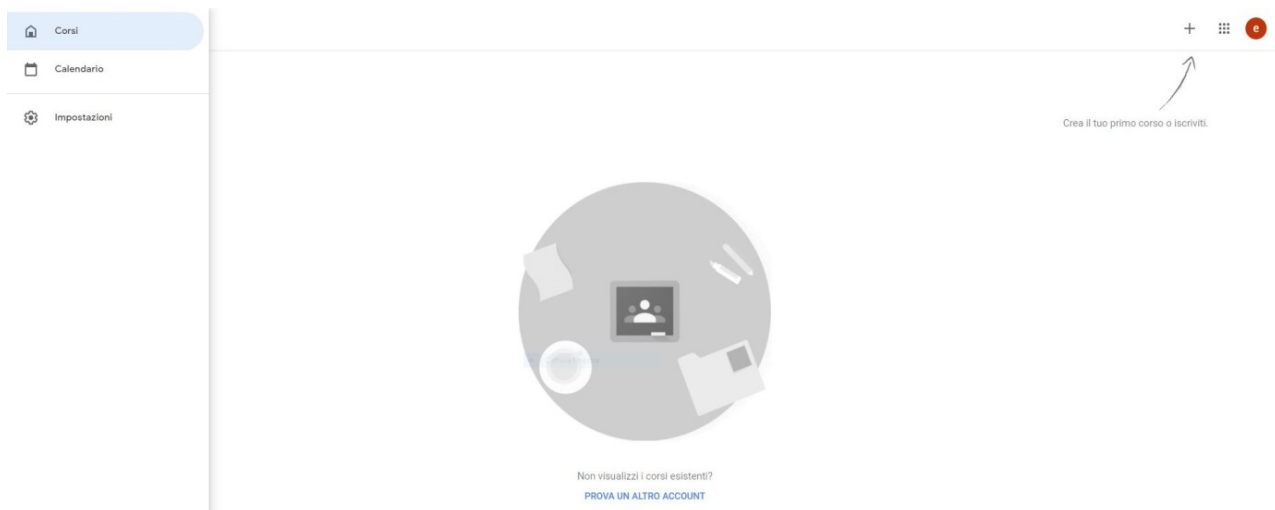 Corsi
e
Calendario
Impostazioni
Crea il tuo primo corso o iscriviti.
Non visualizzi i corsi esistenti?
PROVA UN ALTRO ACCOUNT